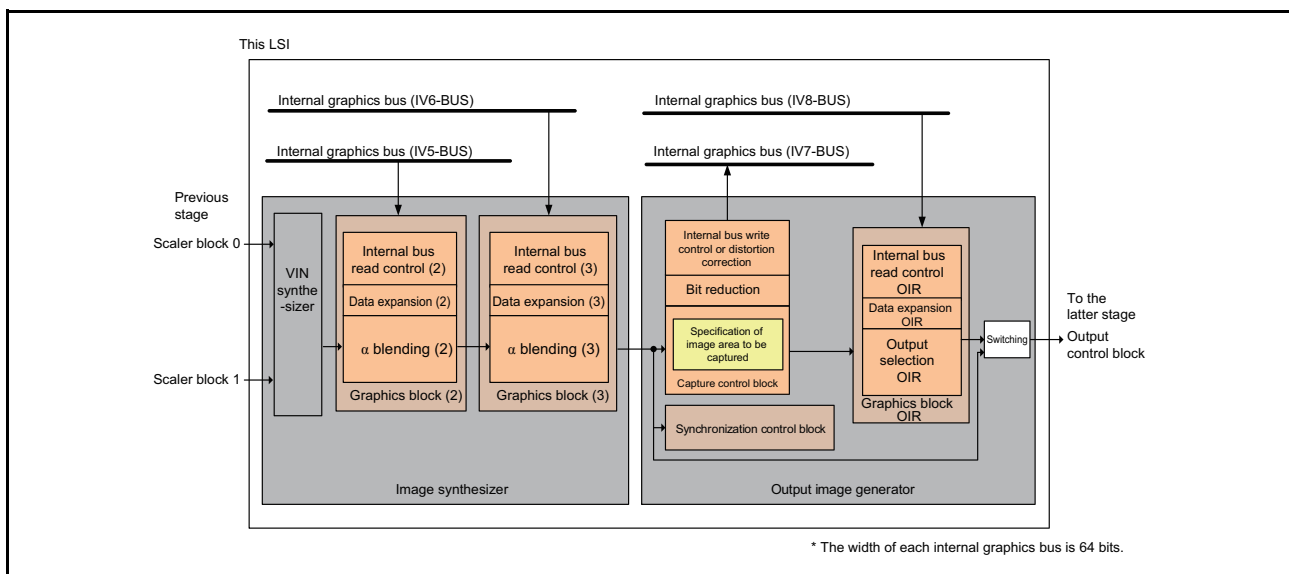 This LSI
Internal graphics bus (IV6-BUS)
Internal graphics bus (IV8-BUS)
Internal graphics bus (IV5-BUS)
Internal graphics bus (IV7-BUS)
Previous
stage
Scaler block 0
Scaler block 1
VIN
synthe
-sizer
Internal bus
read control (2)
Data expansion (2)
α blending (2)
Graphics block (2)
Internal bus
read control (3)
Data expansion (3)
α blending (3)
Graphics block (3)
Image synthesizer
Internal bus write
control or distortion
correction
Bit reduction
Specification of
image area to be
captured
Capture control block
Synchronization control block
Internal bus
read control
OIR
Data expansion
OIR
Output
selection
OIR
Graphics block
OIR
Switching
Output image generator
To the
latter stage
Output
control block
* The width of each internal graphics bus is 64 bits.